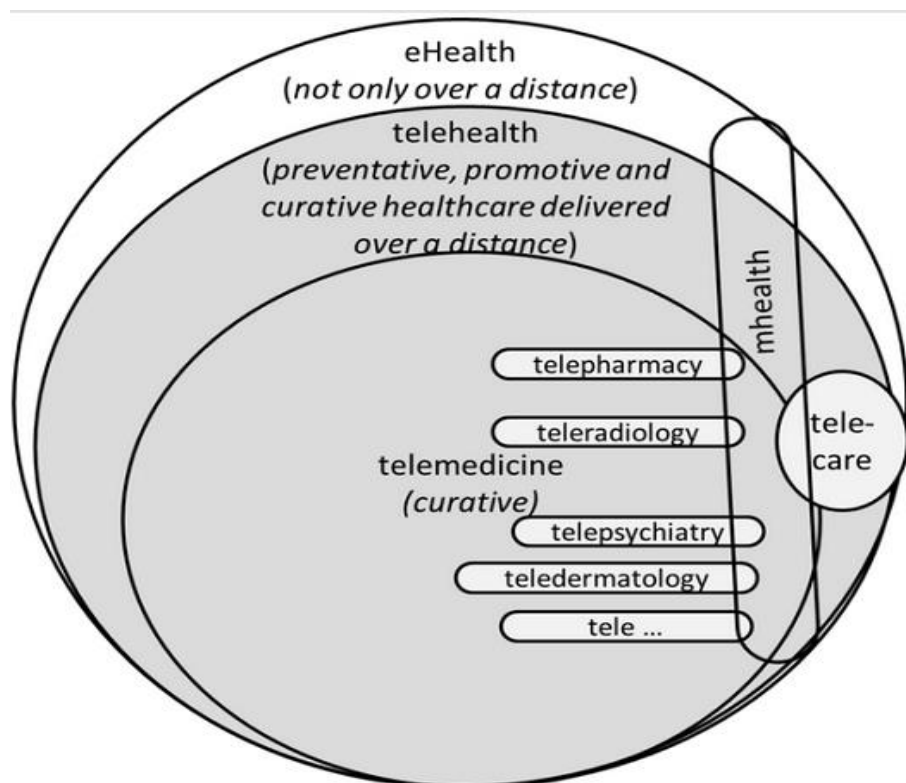 eHealth
(not only over a distance)
telehealth
(preventative, promotive and
curative healthcare delivered
over a distance)
mhealth
telepharmacy
tele-
care
teleradiology
telemedicine
(curative)
telepsychiatry
teledermatology
tele ...